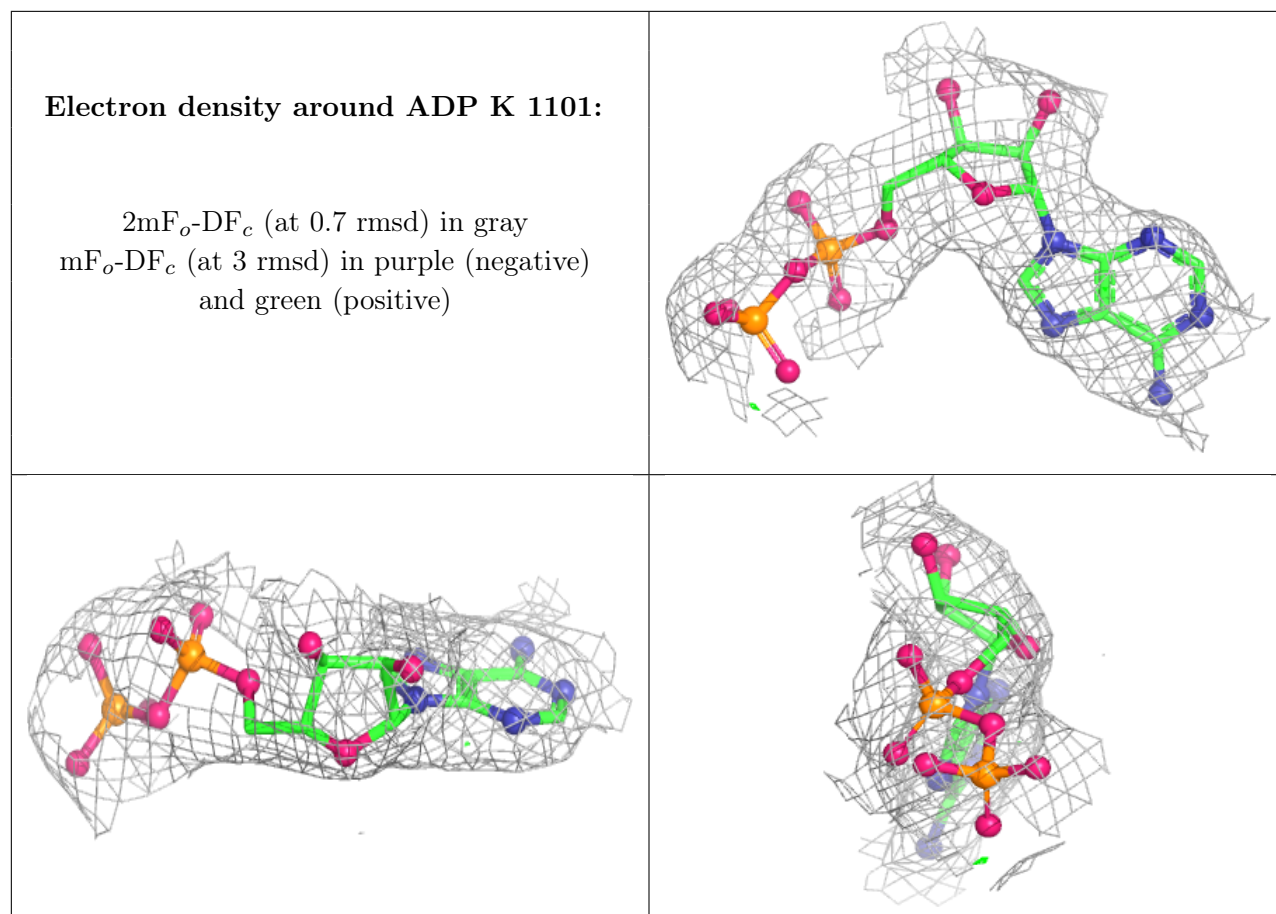 Electron density around ADP K 1101:
2mFₒ-DF𝒸 (at 0.7 rmsd) in gray
mFₒ-DF𝒸 (at 3 rmsd) in purple (negative)
and green (positive)